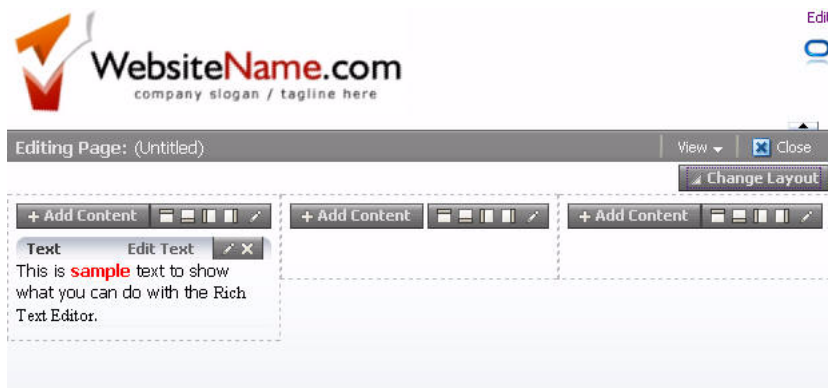 Edit
WebsiteName.com
company slogan / tagline here
Editing Page: (Untitled)
View
Close
Change Layout
+ Add Content
+ Add Content
+ Add Content
Text
Edit Text
This is sample text to show
what you can do with the Rich
Text Editor.